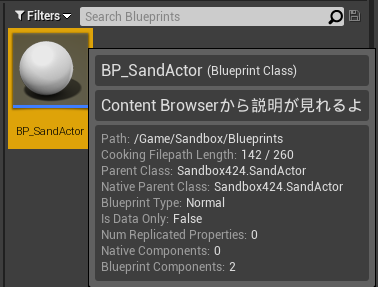 Filters
Search Blueprints
BP_SandActor
BP_SandActor (Blueprint Class)
Content Browserから説明が見れるよ
Path: /Game/Sandbox/Blueprints
Cooking Filepath Length: 142 / 260
Parent Class: Sandbox424.SandActor
Native Parent Class: Sandbox424.SandActor
Blueprint Type: Normal
Is Data Only: False
Num Replicated Properties: 0
Native Components: 0
Blueprint Components: 2